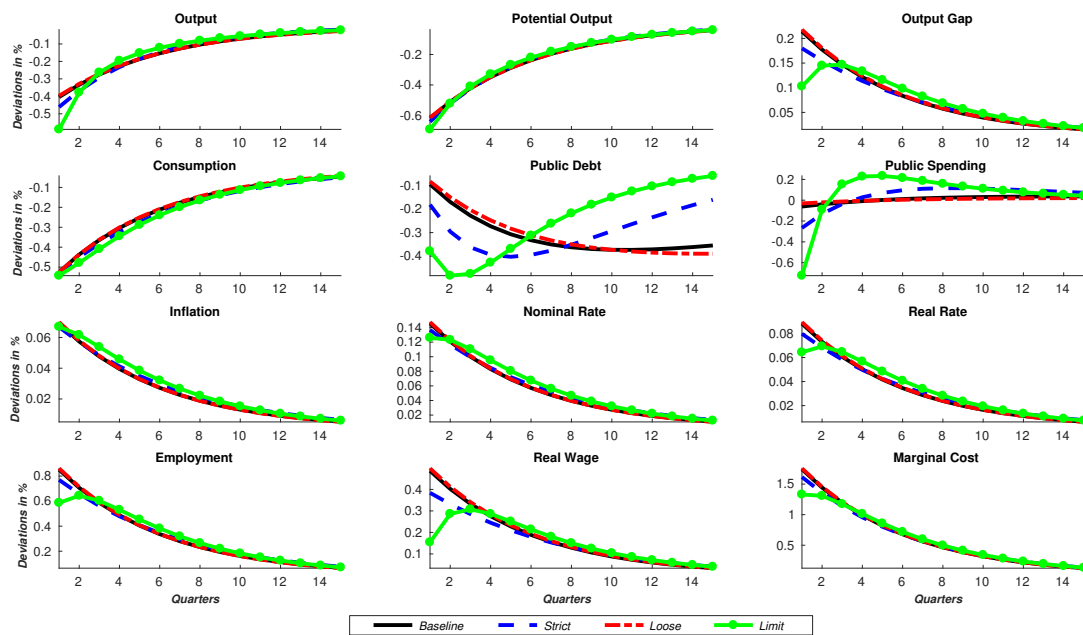 Output Potential Output Output Gap
Deviations in %
-0.1
-0.2
-0.3
-0.4
-0.5
2 4 6 8 10 12 14
-0.2
-0.4
-0.6
2 4 6 8 10 12 14
0.2
0.15
0.1
0.05
2 4 6 8 10 12 14
Consumption Public Debt Public Spending
Deviations in %
-0.1
-0.2
-0.3
-0.4
-0.5
2 4 6 8 10 12 14
-0.1
-0.2
-0.3
-0.4
2 4 6 8 10 12 14
0.2
0
-0.2
-0.4
-0.6
2 4 6 8 10 12 14
Inflation Nominal Rate Real Rate
Deviations in %
0.06
0.04
0.02
2 4 6 8 10 12 14
0.14
0.12
0.1
0.08
0.06
0.04
0.02
2 4 6 8 10 12 14
0.08
0.06
0.04
0.02
2 4 6 8 10 12 14
Employment Real Wage Marginal Cost
Deviations in %
0.8
0.6
0.4
0.2
2 4 6 8 10 12 14
0.4
0.3
0.2
0.1
2 4 6 8 10 12 14
1.5
1
0.5
2 4 6 8 10 12 14
Quarters Quarters Quarters
Baseline Strict Loose Limit